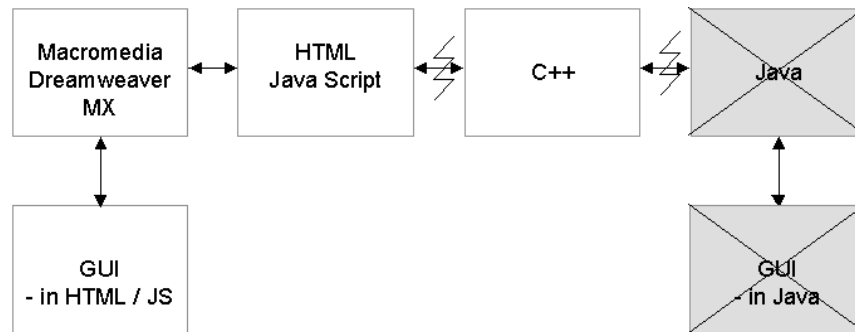 Macromedia
Dreamweaver
MX
HTML
Java Script
C++
Java
GUI
- in HTML / JS
GUI
- in Java